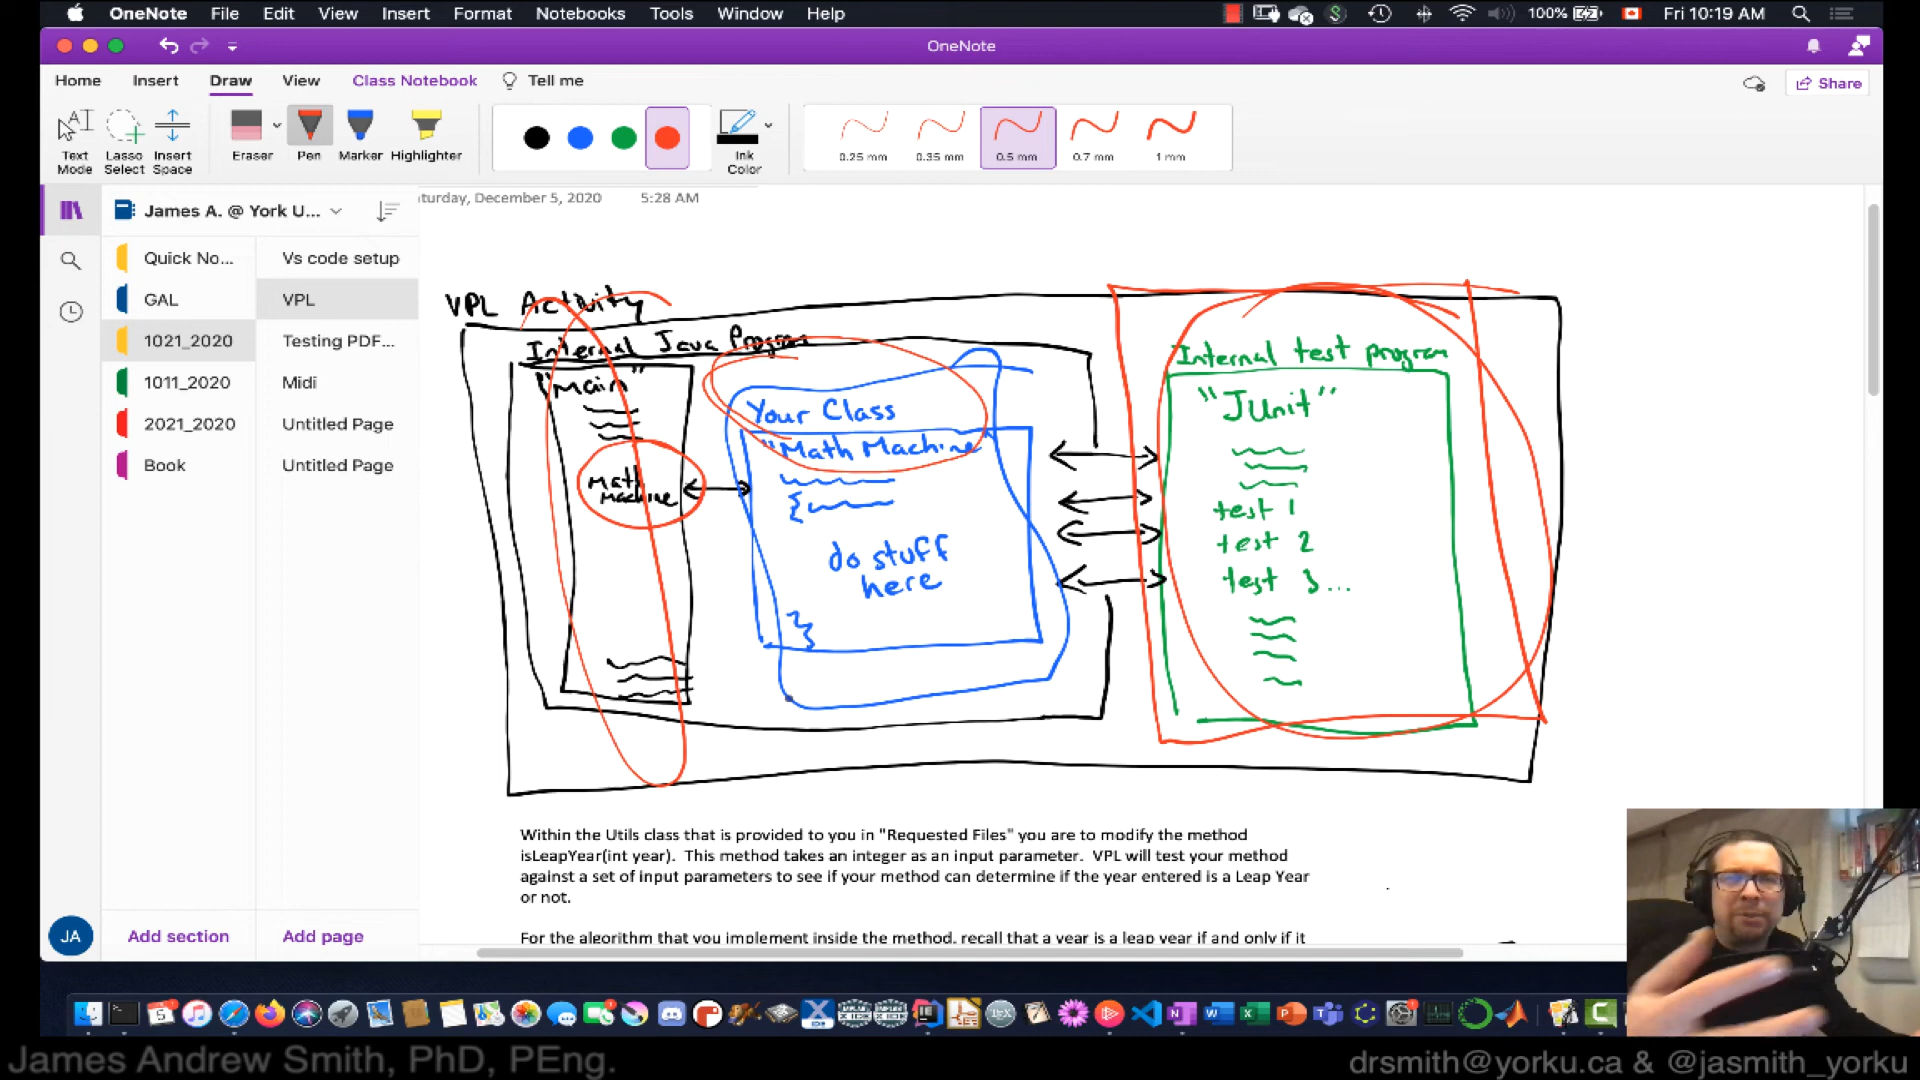 OneNote File Edit View Insert Format Notebooks Tools Window Help 100% Fri 10:19 AM
OneNote
Home Insert Draw View Class Notebook Tell me Share
Text Mode
Lasso Select
Insert Space
Eraser
Pen
Marker
Highlighter
Ink Color
0.25 mm
0.35 mm
0.5 mm
0.7 mm
1 mm
James A. @ York U...
Quick No...
GAL
1021_2020
1011_2020
2021_2020
Book
Vs code setup
VPL
Testing PDF...
Midi
Untitled Page
Untitled Page
JA
Add section
Add page
turday, December 5, 2020 5:28 AM
VPL Activity
Internal Java Program
"Main"
Math
Machine
Your Class
"Math Machine
{
do stuff
here
}
Internal test program
"JUnit"
test 1
test 2
test 3...
Within the Utils class that is provided to you in "Requested Files" you are to modify the method
isLeapYear(int year). This method takes an integer as an input parameter. VPL will test your method
against a set of input parameters to see if your method can determine if the year entered is a Leap Year
or not.
For the algorithm that you implement inside the method, recall that a year is a leap year if and only if it
James Andrew Smith, PhD, PEng.
drsmith@yorku.ca & @jasmith_yorku